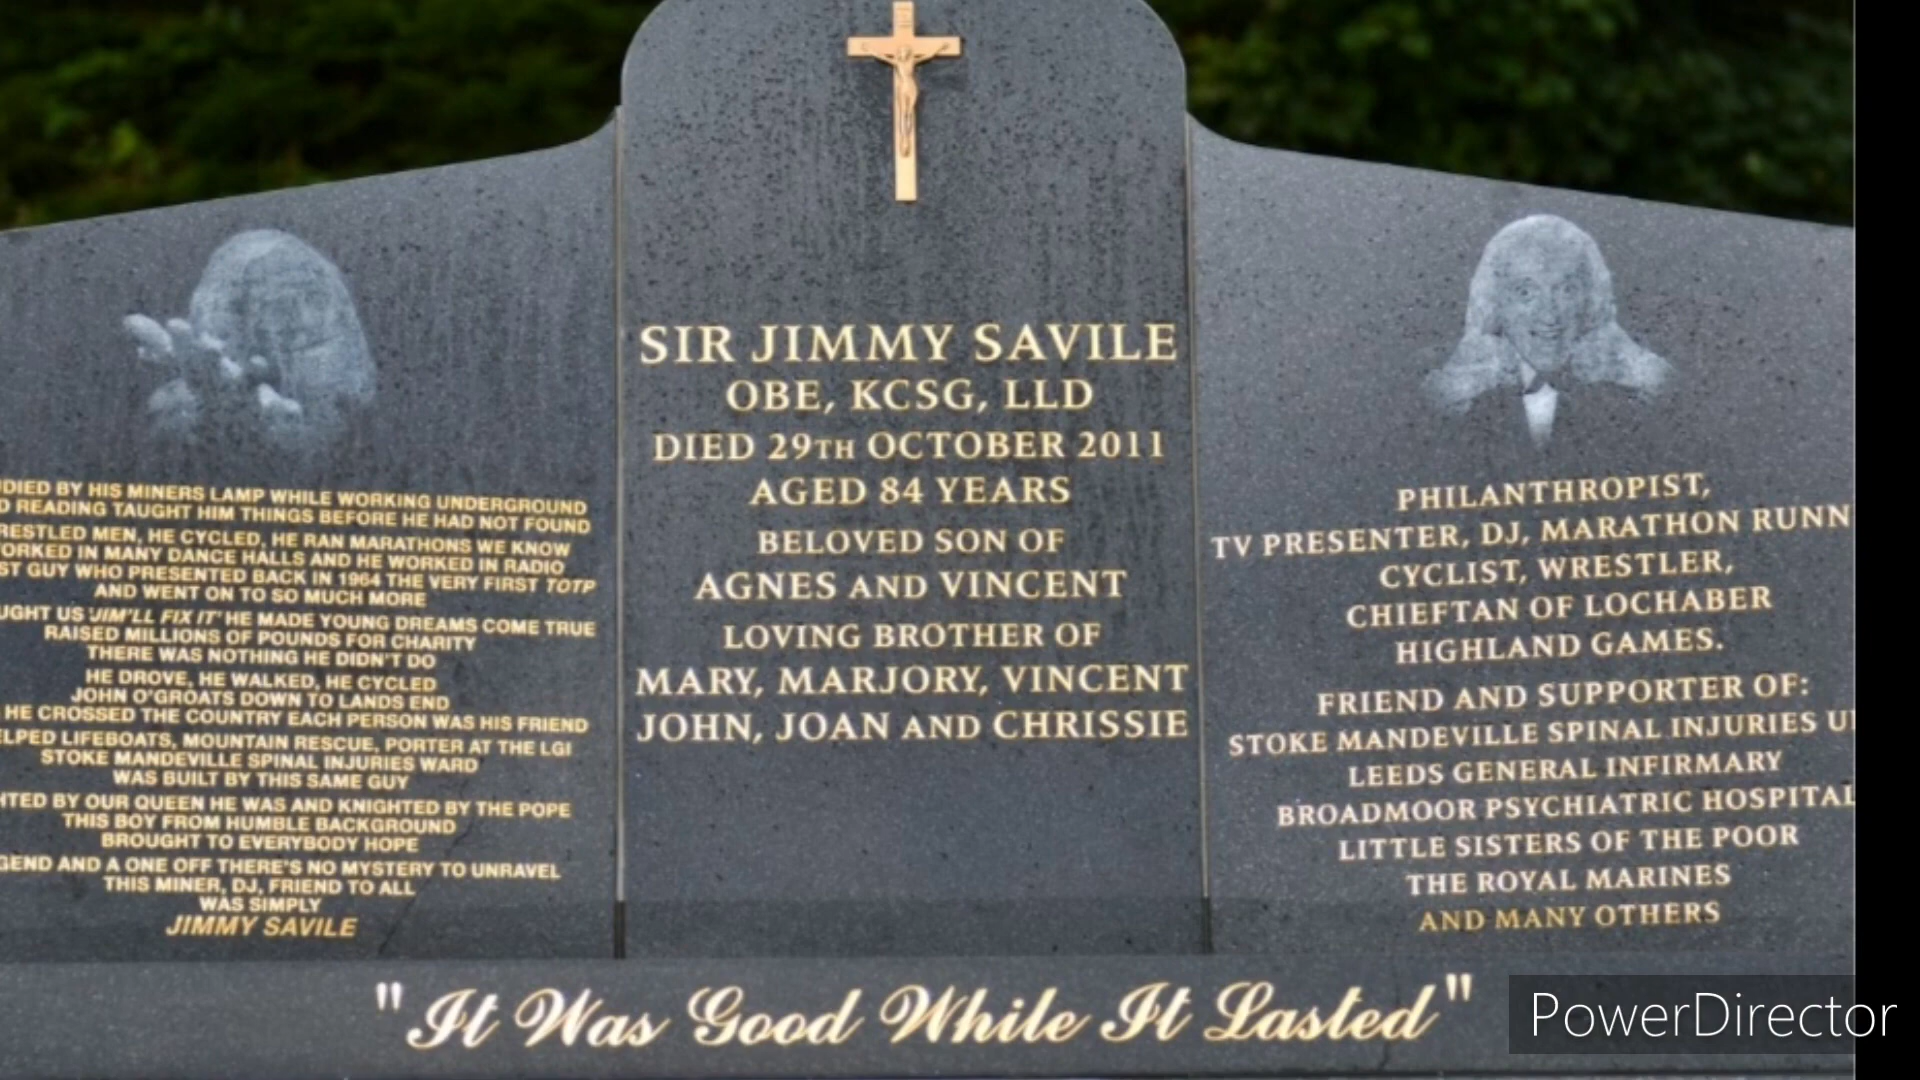 DIED BY HIS MINERS LAMP WHILE WORKING UNDERGROUND
READING TAUGHT HIM THINGS BEFORE HE HAD NOT FOUND
RESTLED MEN, HE CYCLED, HE RAN MARATHONS WE KNOW
ORKED IN MANY DANCE HALLS AND HE WORKED IN RADIO
ST GUY WHO PRESENTED BACK IN 1964 THE VERY FIRST TOTP
AND WENT ON TO SO MUCH MORE
UGHT US 'JIM'LL FIX IT' HE MADE YOUNG DREAMS COME TRUE
RAISED MILLIONS OF POUNDS FOR CHARITY
THERE WAS NOTHING HE DIDN'T DO
HE DROVE, HE WALKED, HE CYCLED
JOHN O'GROATS DOWN TO LANDS END
HE CROSSED THE COUNTRY EACH PERSON WAS HIS FRIEND
ELPED LIFEBOATS, MOUNTAIN RESCUE, PORTER AT THE LGI
STOKE MANDEVILLE SPINAL INJURIES WARD
WAS BUILT BY THIS SAME GUY
HTED BY OUR QUEEN HE WAS AND KNIGHTED BY THE POPE
THIS BOY FROM HUMBLE BACKGROUND
BROUGHT TO EVERYBODY HOPE
GEND AND A ONE OFF THERE'S NO MYSTERY TO UNRAVEL
THIS MINER, DJ, FRIEND TO ALL
WAS SIMPLY
JIMMY SAVILE
SIR JIMMY SAVILE
OBE, KCSG, LLD
DIED 29TH OCTOBER 2011
AGED 84 YEARS
BELOVED SON OF
AGNES AND VINCENT
LOVING BROTHER OF
MARY, MARJORY, VINCENT
JOHN, JOAN AND CHRISSIE
PHILANTHROPIST,
TV PRESENTER, DJ, MARATHON RUNN
CYCLIST, WRESTLER,
CHIEFTAN OF LOCHABER
HIGHLAND GAMES.
FRIEND AND SUPPORTER OF:
STOKE MANDEVILLE SPINAL INJURIES U
LEEDS GENERAL INFIRMARY
BROADMOOR PSYCHIATRIC HOSPITAL
LITTLE SISTERS OF THE POOR
THE ROYAL MARINES
AND MANY OTHERS
"It Was Good While It Lasted"
PowerDirector